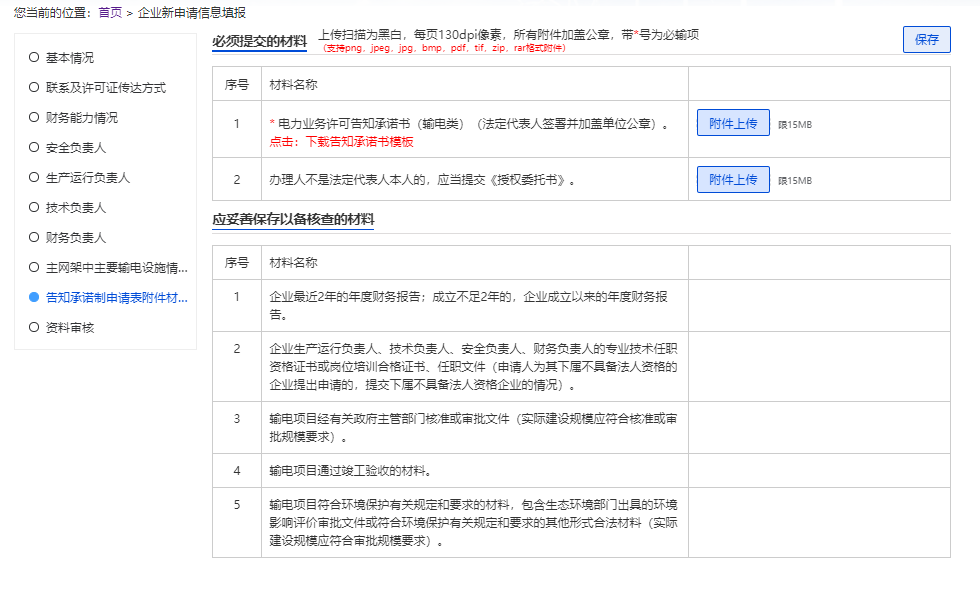 您当前的位置：首页 > 企业新申请信息填报
基本情况
联系及许可证传达方式
财务能力情况
安全负责人
生产运行负责人
技术负责人
财务负责人
主网架中主要输电设施情...
告知承诺制申请表附件材...
资料审核
必须提交的材料 上传扫描为黑白，每页130dpi像素，所有附件加盖公章，带*号为必输项
（支持png，jpeg，jpg，bmp，pdf，tif，zip，rar格式附件）
保存
序号 材料名称
1 * 电力业务许可告知承诺书（输电类）（法定代表人签署并加盖单位公章）。
点击：下载告知承诺书模板
附件上传 限15MB
2 办理人不是法定代表人本人的，应当提交《授权委托书》。
附件上传 限15MB
应妥善保存以备核查的材料
序号 材料名称
1 企业最近2年的年度财务报告；成立不足2年的，企业成立以来的年度财务报
告。
2 企业生产运行负责人、技术负责人、安全负责人、财务负责人的专业技术任职
资格证书或岗位培训合格证书、任职文件（申请人为其下属不具备法人资格的
企业提出申请的，提交下属不具备法人资格企业的情况）。
3 输电项目经有关政府主管部门核准或审批文件（实际建设规模应符合核准或审
批规模要求）。
4 输电项目通过竣工验收的材料。
5 输电项目符合环境保护有关规定和要求的材料，包含生态环境部门出具的环境
影响评价审批文件或符合环境保护有关规定和要求的其他形式合法材料（实际
建设规模应符合审批规模要求）。